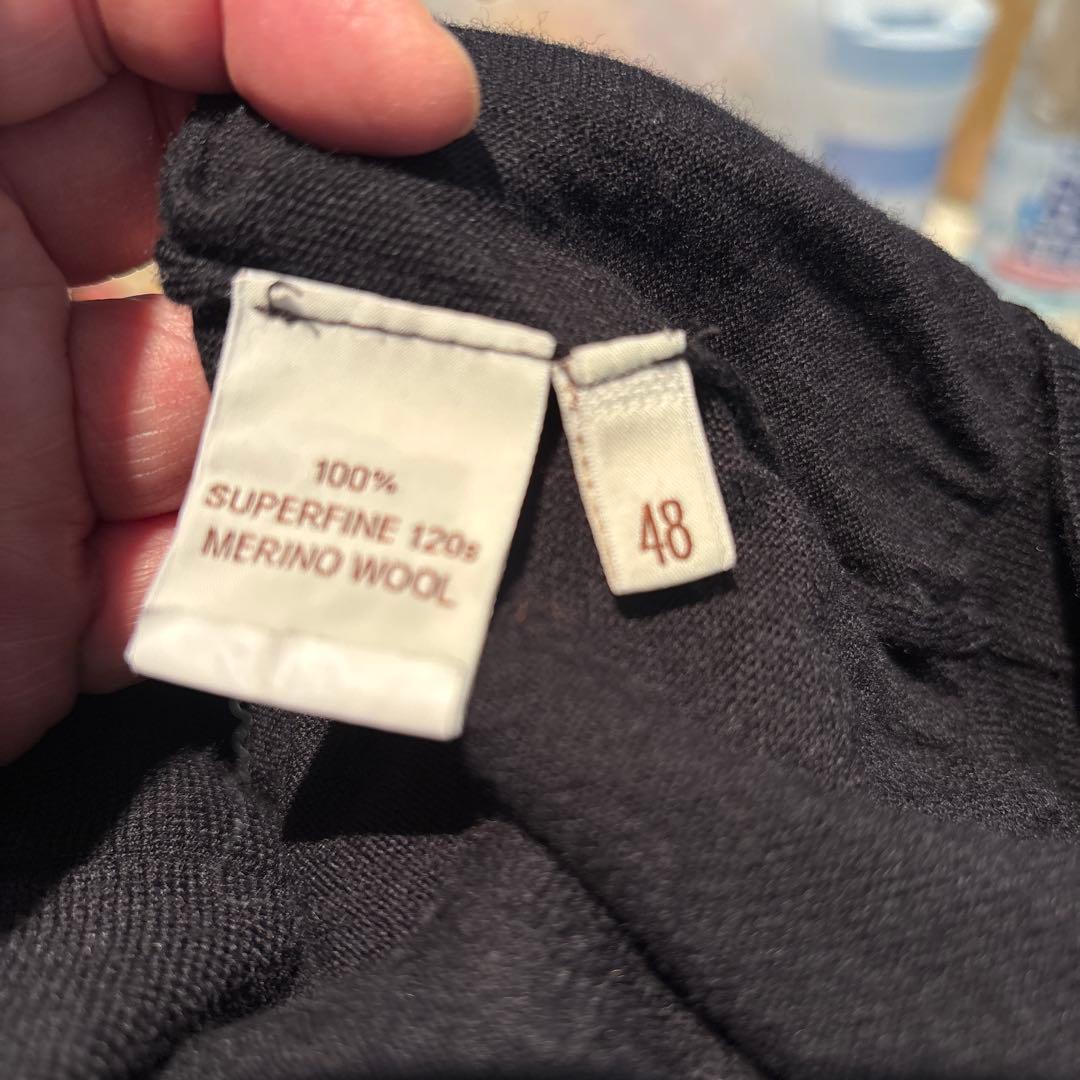 100%
SUPERFINE 120s
MERINO WOOL
48